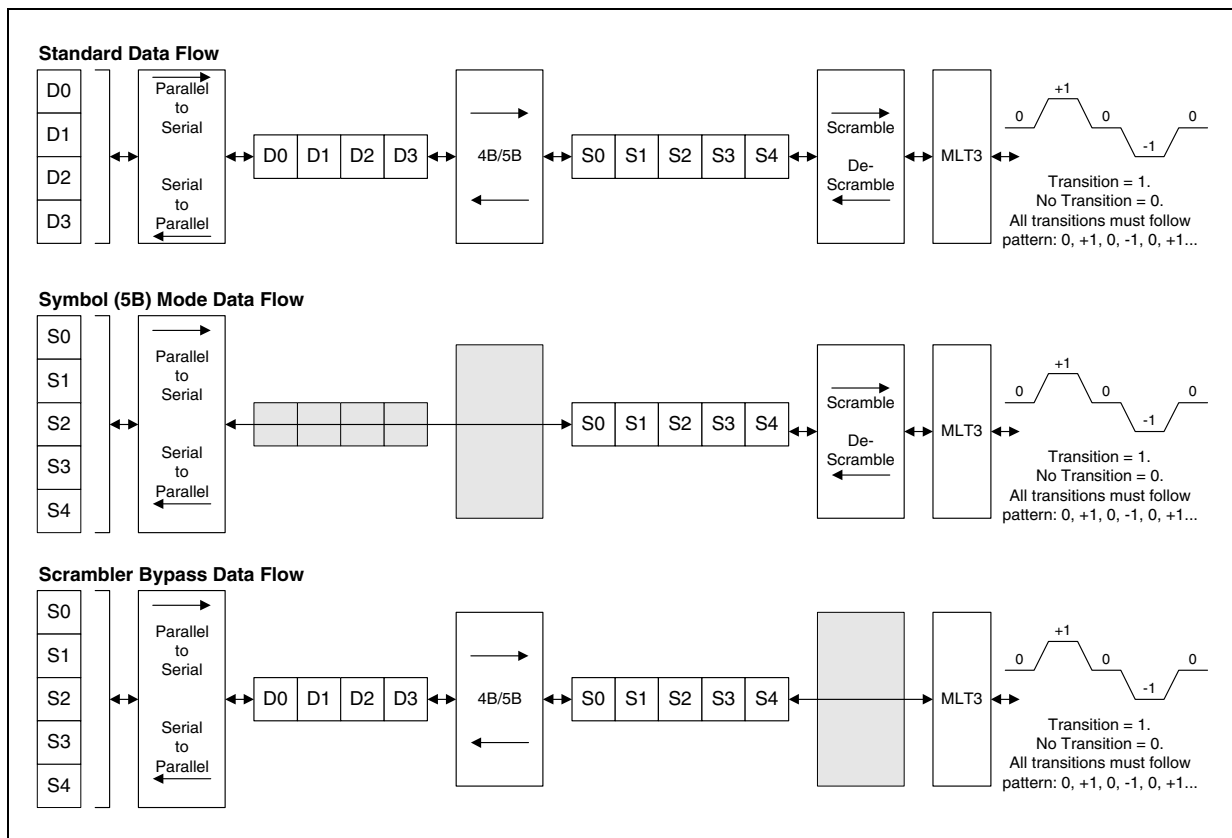 Standard Data Flow
D0
D1
D2
D3
Parallel
to
Serial
Serial
to
Parallel
D0 D1 D2 D3
4B/5B
S0 S1 S2 S3 S4
Scramble
De-
Scramble
MLT3
0 +1 0 -1 0
Transition = 1.
No Transition = 0.
All transitions must follow
pattern: 0, +1, 0, -1, 0, +1...
Symbol (5B) Mode Data Flow
S0
S1
S2
S3
S4
Parallel
to
Serial
Serial
to
Parallel
S0 S1 S2 S3 S4
Scramble
De-
Scramble
MLT3
0 +1 0 -1 0
Transition = 1.
No Transition = 0.
All transitions must follow
pattern: 0, +1, 0, -1, 0, +1...
Scrambler Bypass Data Flow
S0
S1
S2
S3
S4
Parallel
to
Serial
Serial
to
Parallel
D0 D1 D2 D3
4B/5B
S0 S1 S2 S3 S4
MLT3
0 +1 0 -1 0
Transition = 1.
No Transition = 0.
All transitions must follow
pattern: 0, +1, 0, -1, 0, +1...